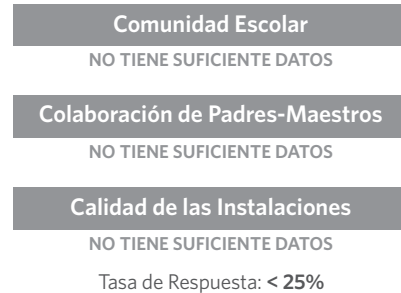 Comunidad Escolar
NO TIENE SUFICIENTE DATOS
Colaboración de Padres-Maestros
NO TIENE SUFICIENTE DATOS
Calidad de las Instalaciones
NO TIENE SUFICIENTE DATOS
Tasa de Respuesta: < 25%